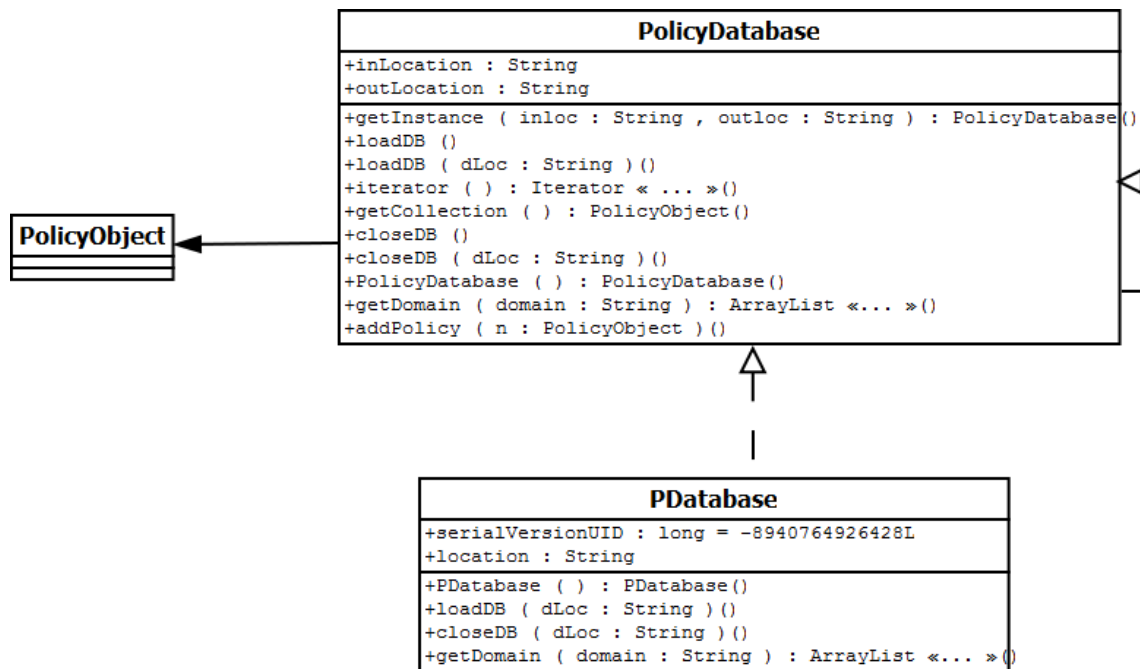 PolicyDatabase
+inLocation : String
+outLocation : String
+getInstance ( inloc : String , outloc : String ) : PolicyDatabase()
+loadDB ()
+loadDB ( dLoc : String )()
+iterator ( ) : Iterator « ... »()
+getCollection ( ) : PolicyObject()
+closeDB ()
+closeDB ( dLoc : String )()
+PolicyDatabase ( ) : PolicyDatabase()
+getDomain ( domain : String ) : ArrayList «... »()
+addPolicy ( n : PolicyObject )()
PolicyObject
PDatabase
+serialVersionUID : long = -8940764926428L
+location : String
+PDatabase ( ) : PDatabase()
+loadDB ( dLoc : String )()
+closeDB ( dLoc : String )()
+getDomain ( domain : String ) : ArrayList «... »()